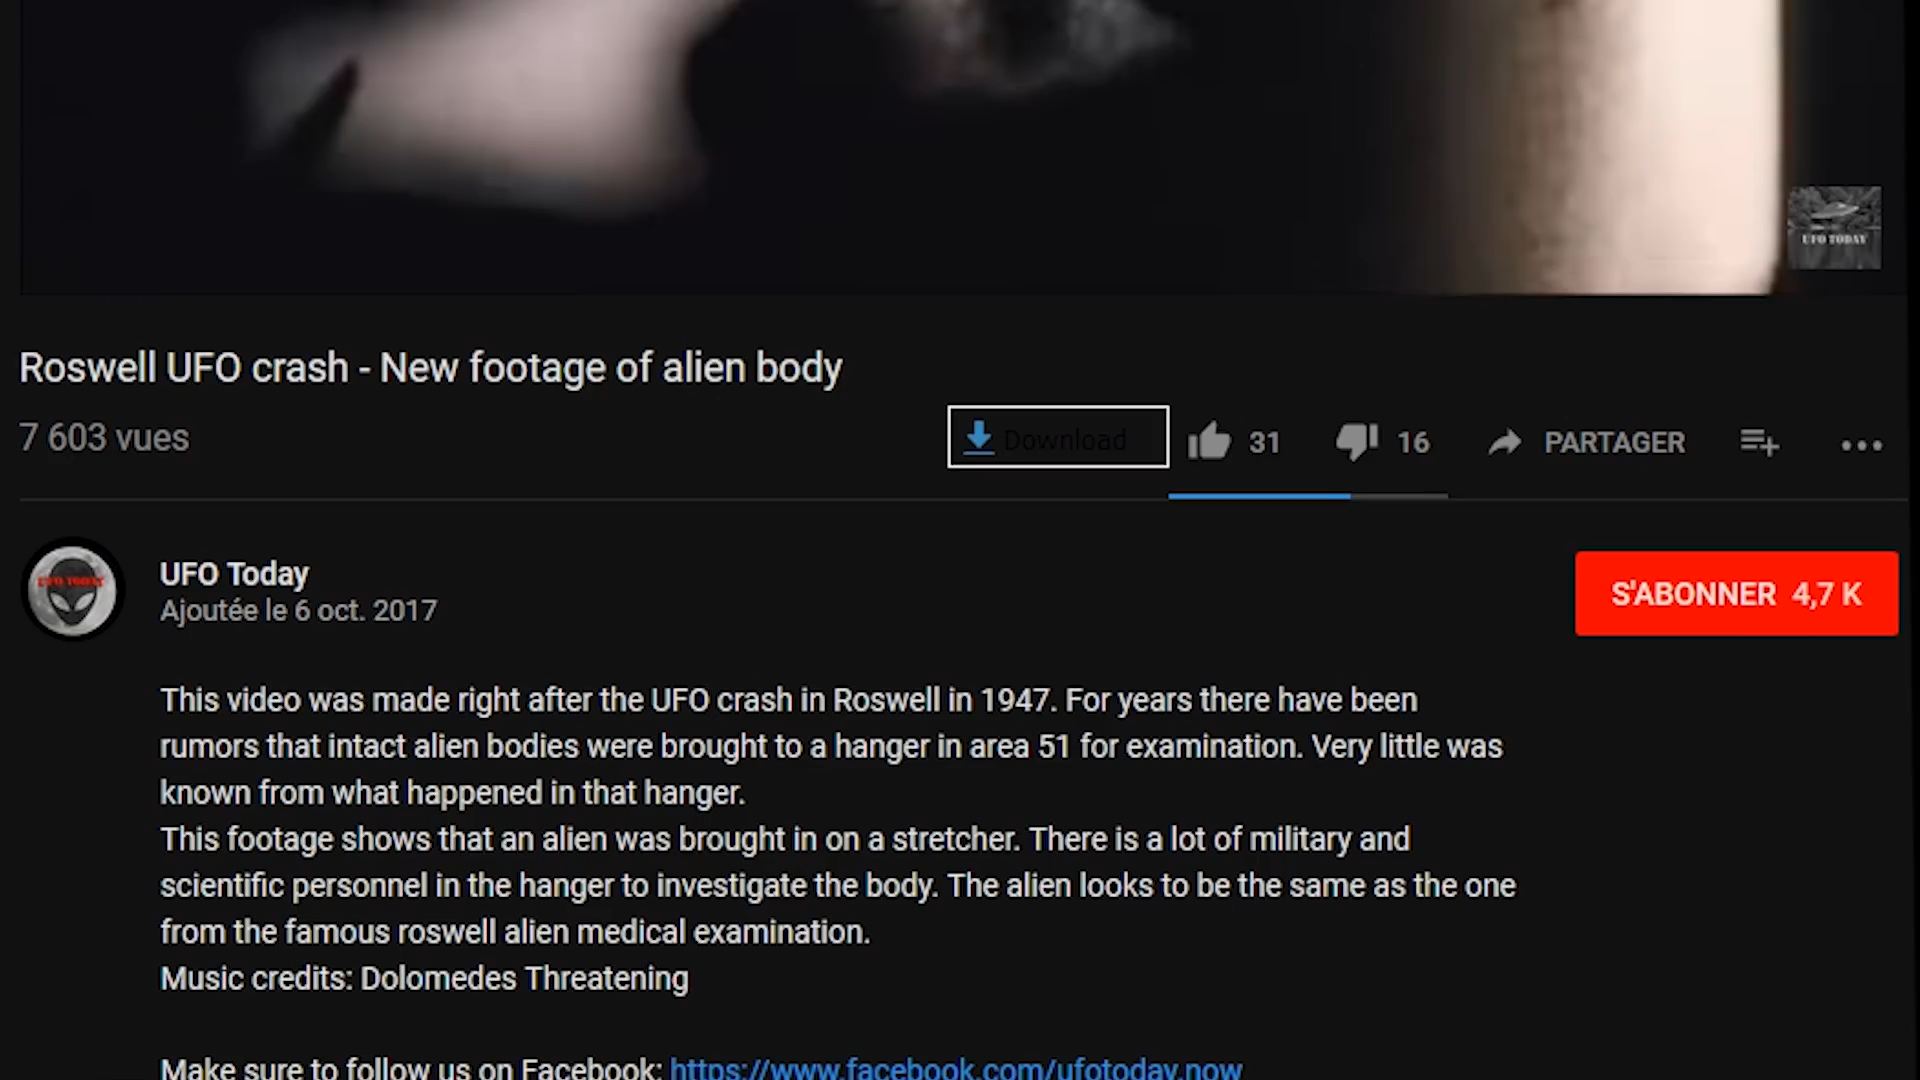 UFO TODAY
Roswell UFO crash - New footage of alien body
7 603 vues
Download
31
16
PARTAGER
UFO TODAY
UFO Today
Ajoutée le 6 oct. 2017
S'ABONNER 4,7 K
This video was made right after the UFO crash in Roswell in 1947. For years there have been
rumors that intact alien bodies were brought to a hanger in area 51 for examination. Very little was
known from what happened in that hanger.
This footage shows that an alien was brought in on a stretcher. There is a lot of military and
scientific personnel in the hanger to investigate the body. The alien looks to be the same as the one
from the famous roswell alien medical examination.
Music credits: Dolomedes Threatening
Make sure to follow us on Facebook: https://www.facebook.com/ufotoday.now